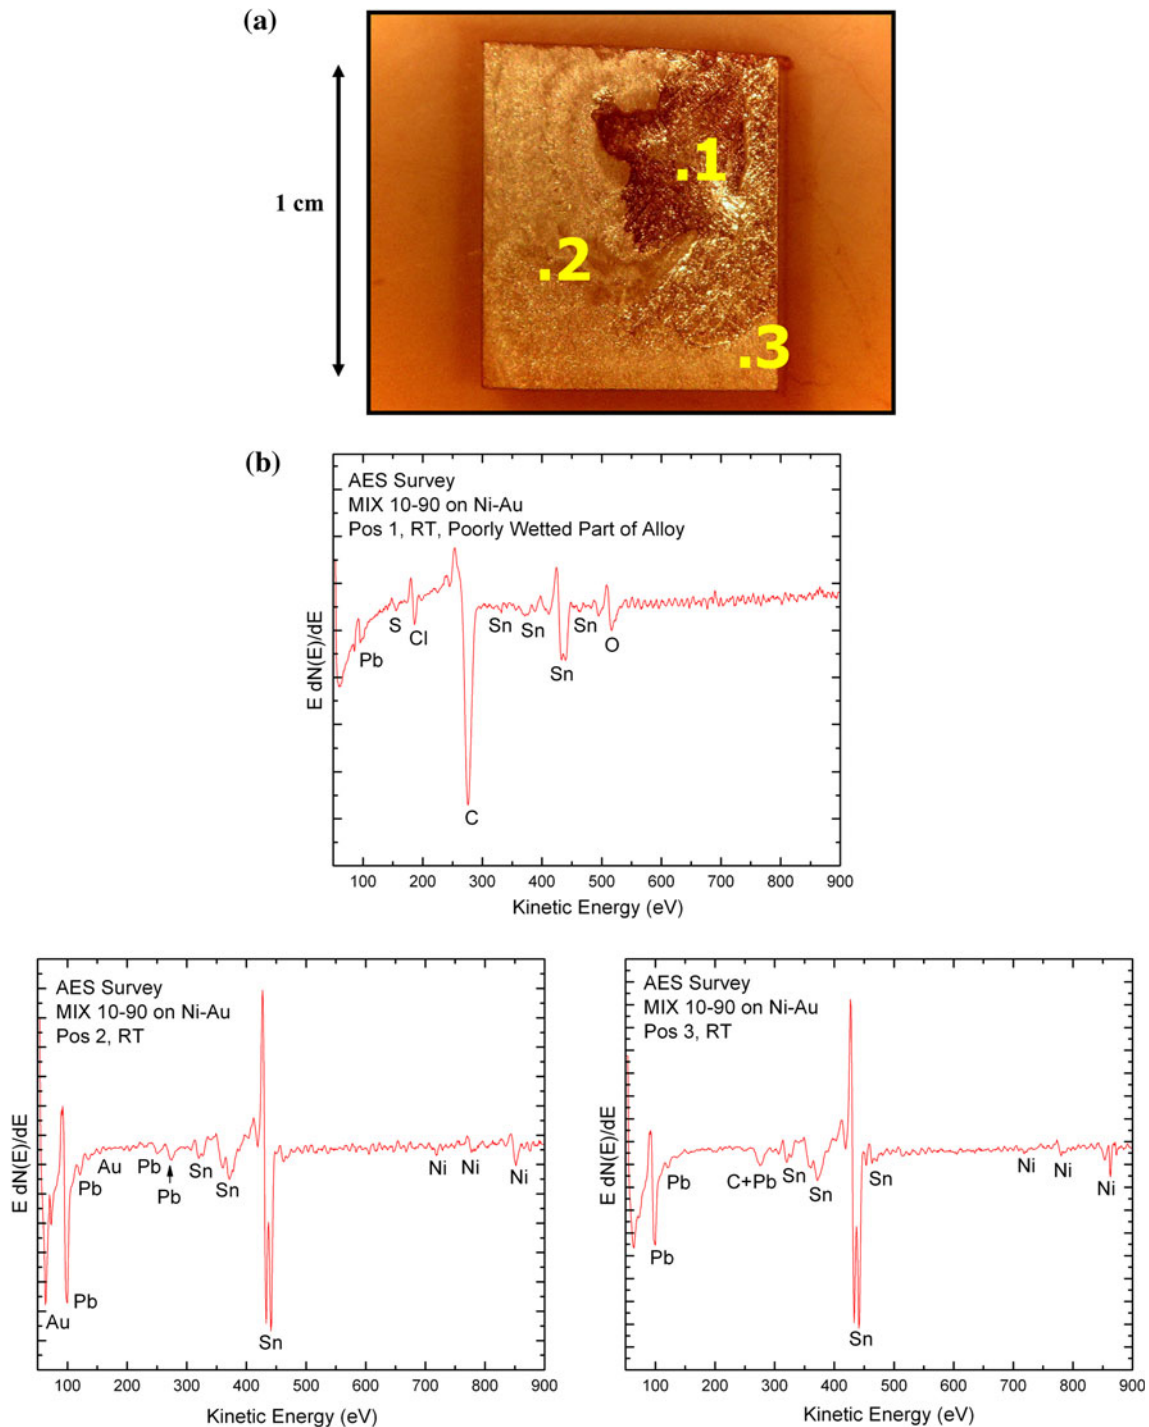 (a)
1 cm
.1
.2
.3
(b)
AES Survey
MIX 10-90 on Ni-Au
Pos 1, RT, Poorly Wetted Part of Alloy
E dN(E)/dE
Pb
S
Cl
C
Sn
Sn
Sn
Sn
O
100 200 300 400 500 600 700 800 900
Kinetic Energy (eV)
AES Survey
MIX 10-90 on Ni-Au
Pos 2, RT
E dN(E)/dE
Au
Pb
Pb
Au
Pb
Pb
Sn
Sn
Sn
Ni
Ni
Ni
100 200 300 400 500 600 700 800 900
Kinetic Energy (eV)
AES Survey
MIX 10-90 on Ni-Au
Pos 3, RT
E dN(E)/dE
Pb
Pb
C+Pb
Sn
Sn
Sn
Sn
Ni
Ni
Ni
100 200 300 400 500 600 700 800 900
Kinetic Energy (eV)